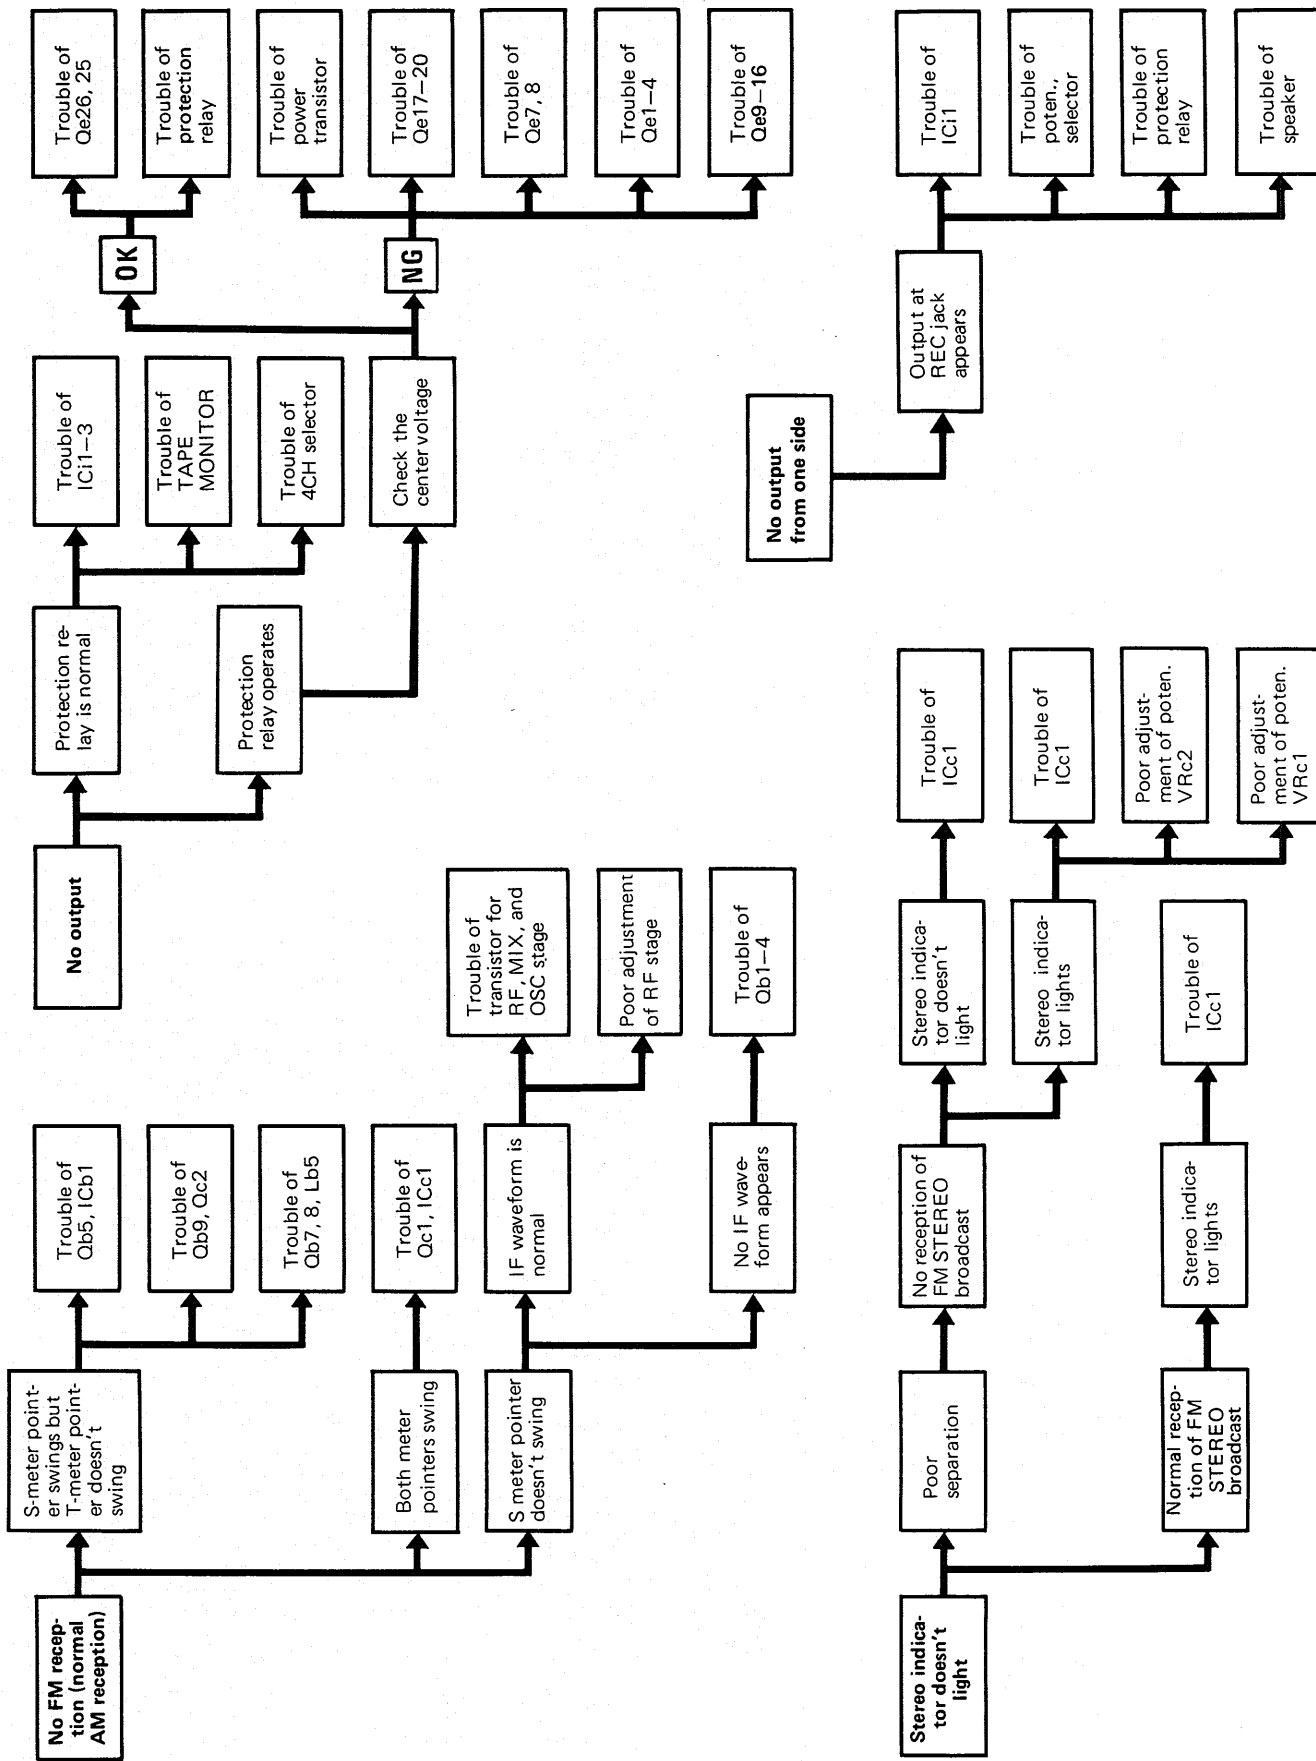 No FM recep-
tion (normal
AM reception)
S-meter point-
er swings but
T-meter point-
er doesn't
swing
Trouble of
Qb5, ICb1
Trouble of
Qb9, Qc2
Trouble of
Qb7, 8, Lb5
Both meter
pointers swing
Trouble of
Qc1, ICc1
S meter pointer
doesn't swing
IF waveform is
normal
Trouble of
transistor for
RF, MIX, and
OSC stage
Poor adjustment
of RF stage
No IF wave-
form appears
Trouble of
Qb1–4
No output
Protection re-
lay is normal
Trouble of
ICi1–3
Trouble of
TAPE
MONITOR
Trouble of
4CH selector
Protection
relay operates
Check the
center voltage
OK
Trouble of
Qe26, 25
Trouble of
protection
relay
NG
Trouble of
power
transistor
Trouble of
Qe17–20
Trouble of
Qe7, 8
Trouble of
Qe1–4
Trouble of
Qe9–16
Stereo indica-
tor doesn't
light
Poor
separation
No reception of
FM STEREO
broadcast
Stereo indica-
tor doesn't
light
Trouble of
ICc1
Stereo indica-
tor lights
Trouble of
ICc1
Poor adjust-
ment of poten.
VRc2
Poor adjust-
ment of poten.
VRc1
Normal recep-
tion of FM
STEREO
broadcast
Stereo indica-
tor lights
Trouble of
ICc1
No output
from one side
Output at
REC jack
appears
Trouble of
ICi1
Trouble of
poten.,
selector
Trouble of
protection
relay
Trouble of
speaker